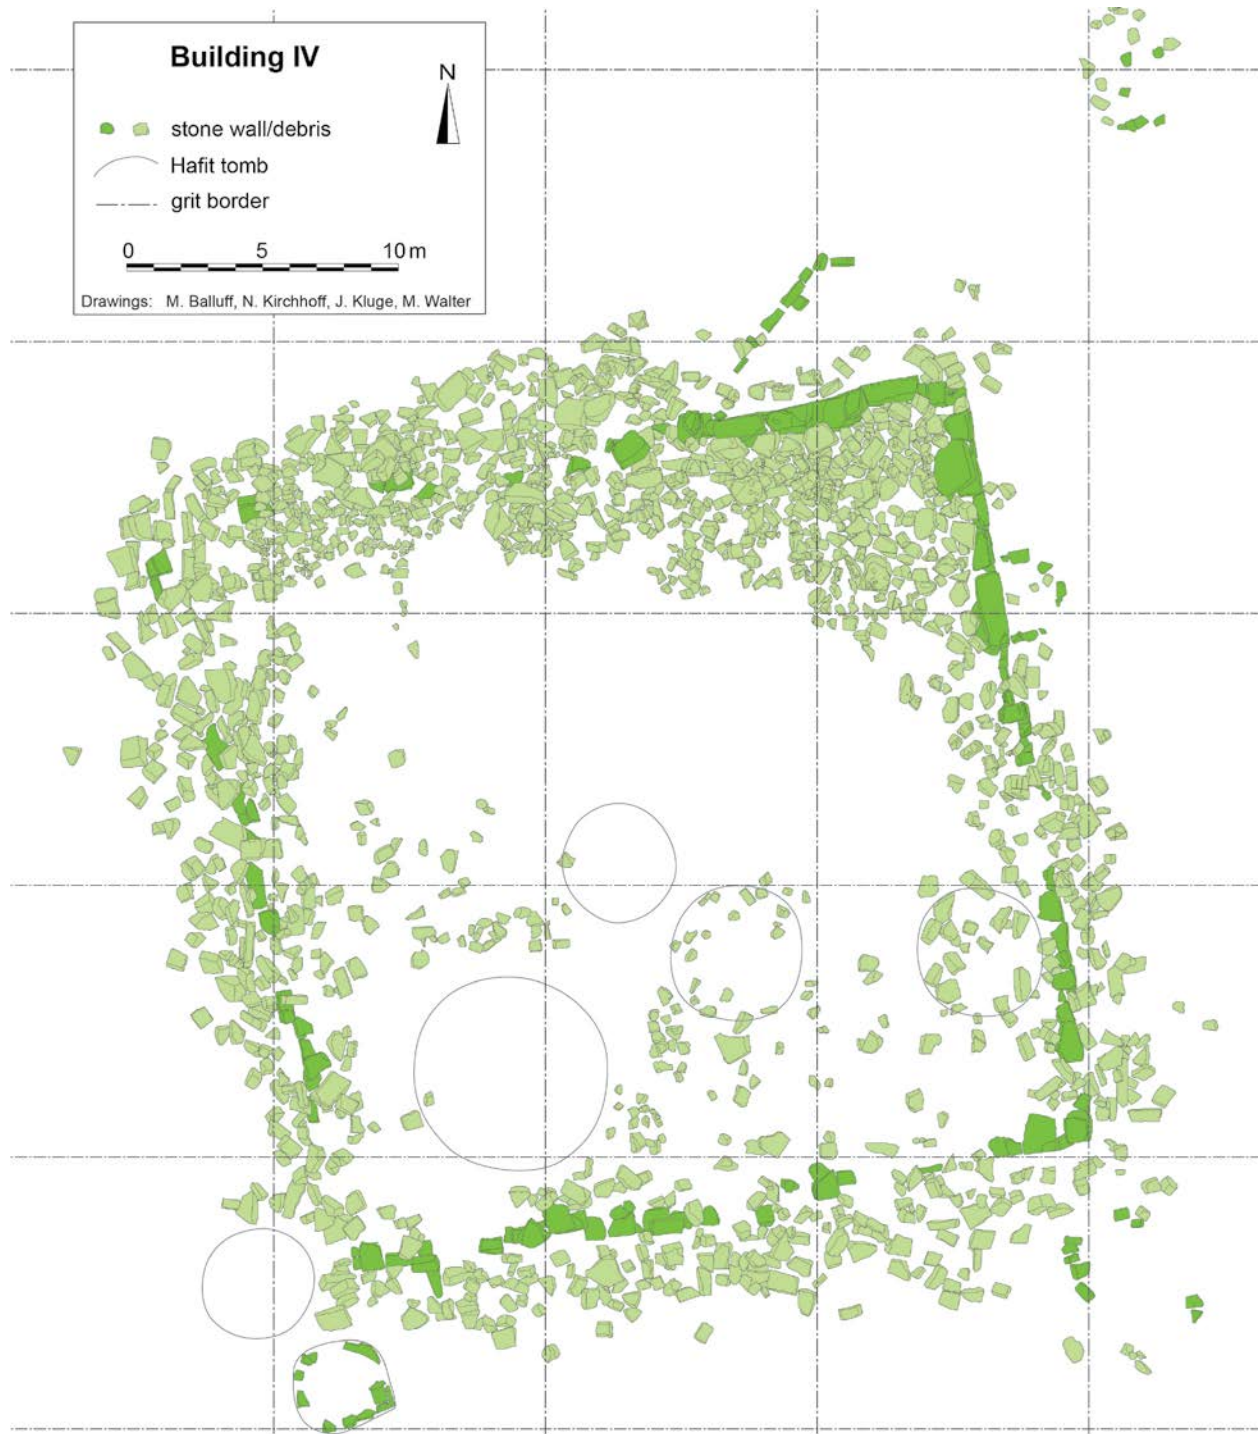 Building IV
N
stone wall/debris
Hafit tomb
grit border
0 5 10 m
Drawings: M. Balluff, N. Kirchhoff, J. Kluge, M. Walter